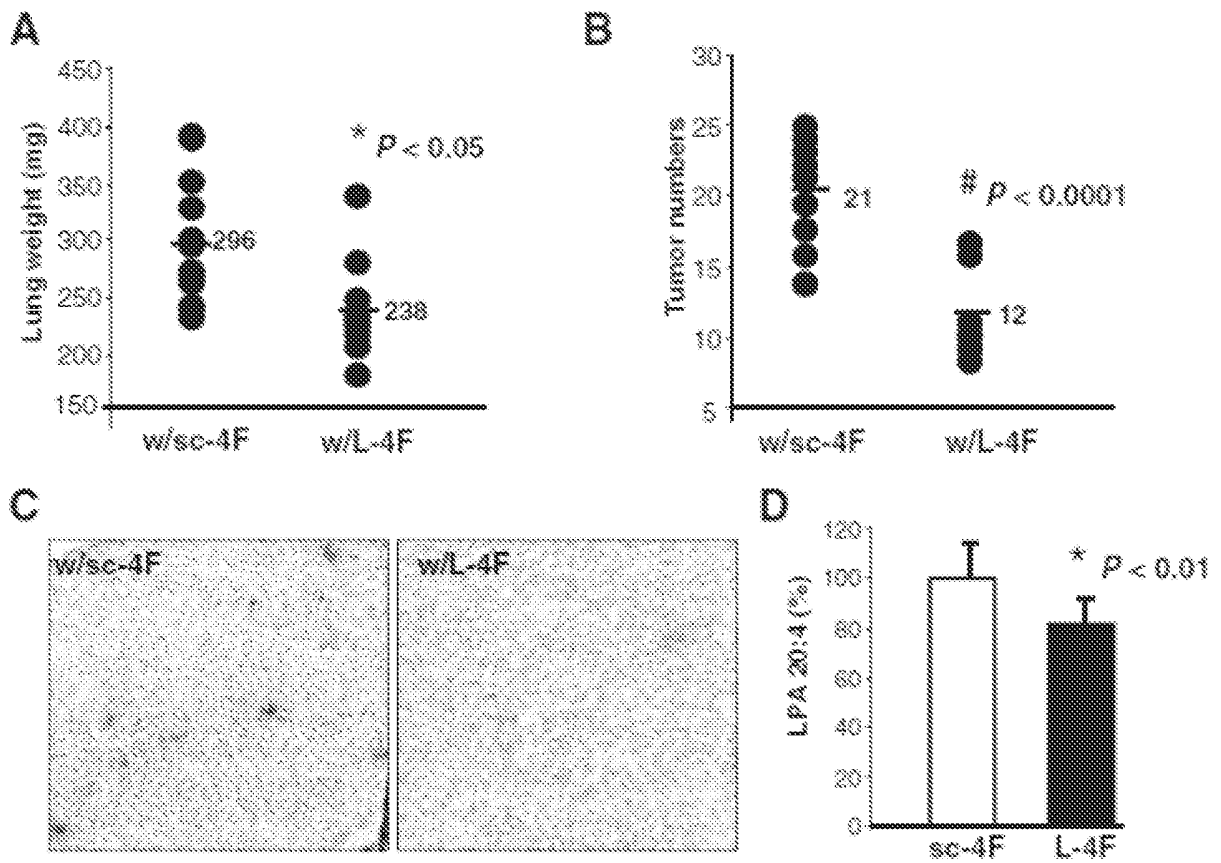 A
Lung weight (mg)
450
400
350
300
250
200
150
296
238
* P < 0.05
w/sc-4F
w/L-4F
B
Tumor numbers
30
25
20
15
10
5
21
12
# P < 0.0001
w/sc-4F
w/L-4F
C
w/sc-4F
w/L-4F
D
LPA 20:4 (%)
120
100
80
60
40
20
0
* P < 0.01
sc-4F
L-4F